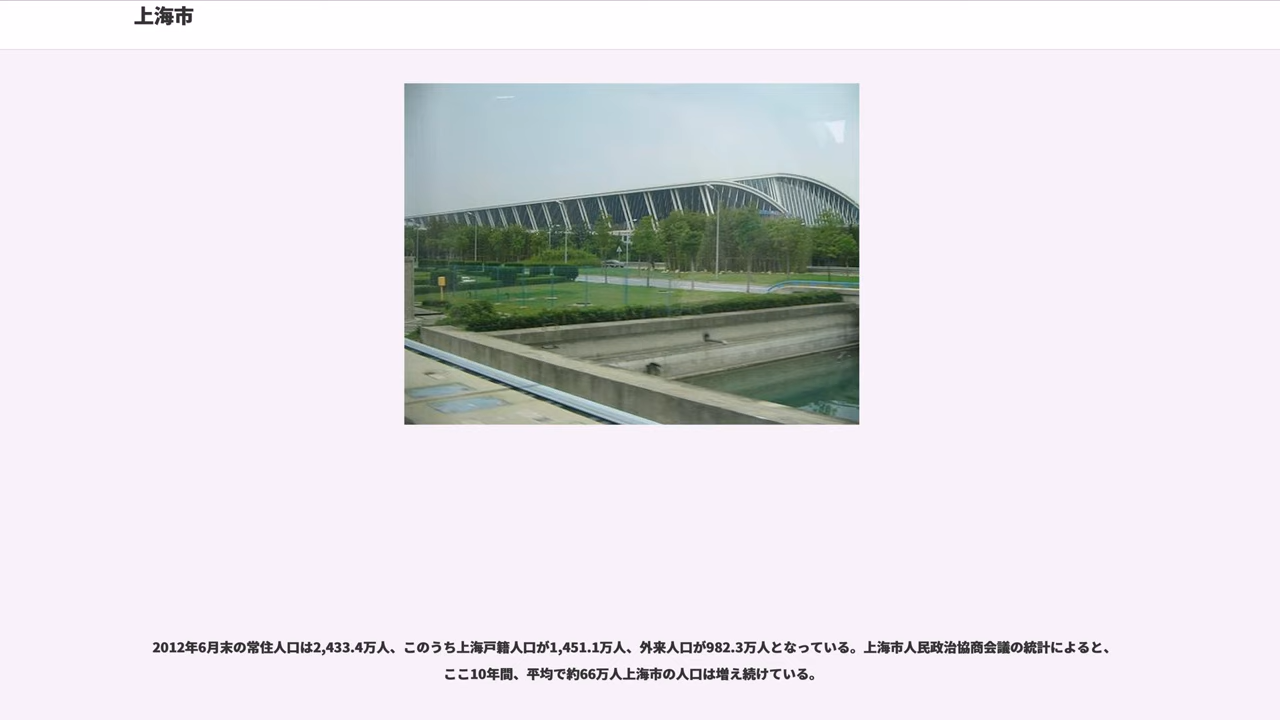 上海市
2012年6月末の常住人口は2,433.4万人、このうち上海戸籍人口が1,451.1万人、外来人口が982.3万人となっている。上海市人民政治協商会議の統計によると、
ここ10年間、平均で約66万人上海市の人口は増え続けている。